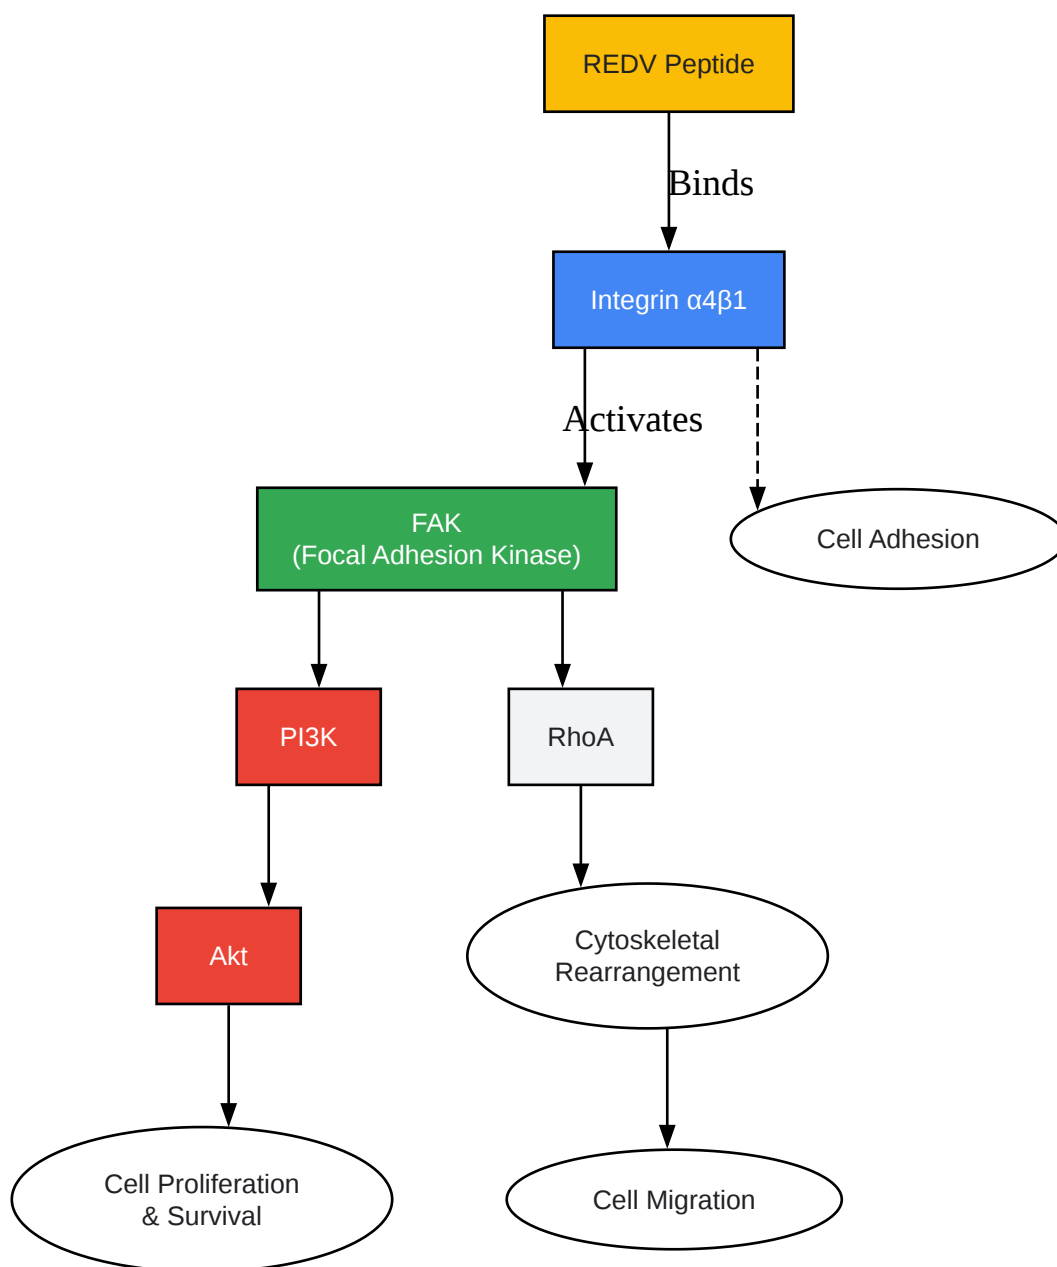 REDV Peptide
Binds
Integrin α4β1
Activates
FAK
(Focal Adhesion Kinase)
Cell Adhesion
PI3K
RhoA
Akt
Cytoskeletal
Rearrangement
Cell Proliferation
& Survival
Cell Migration